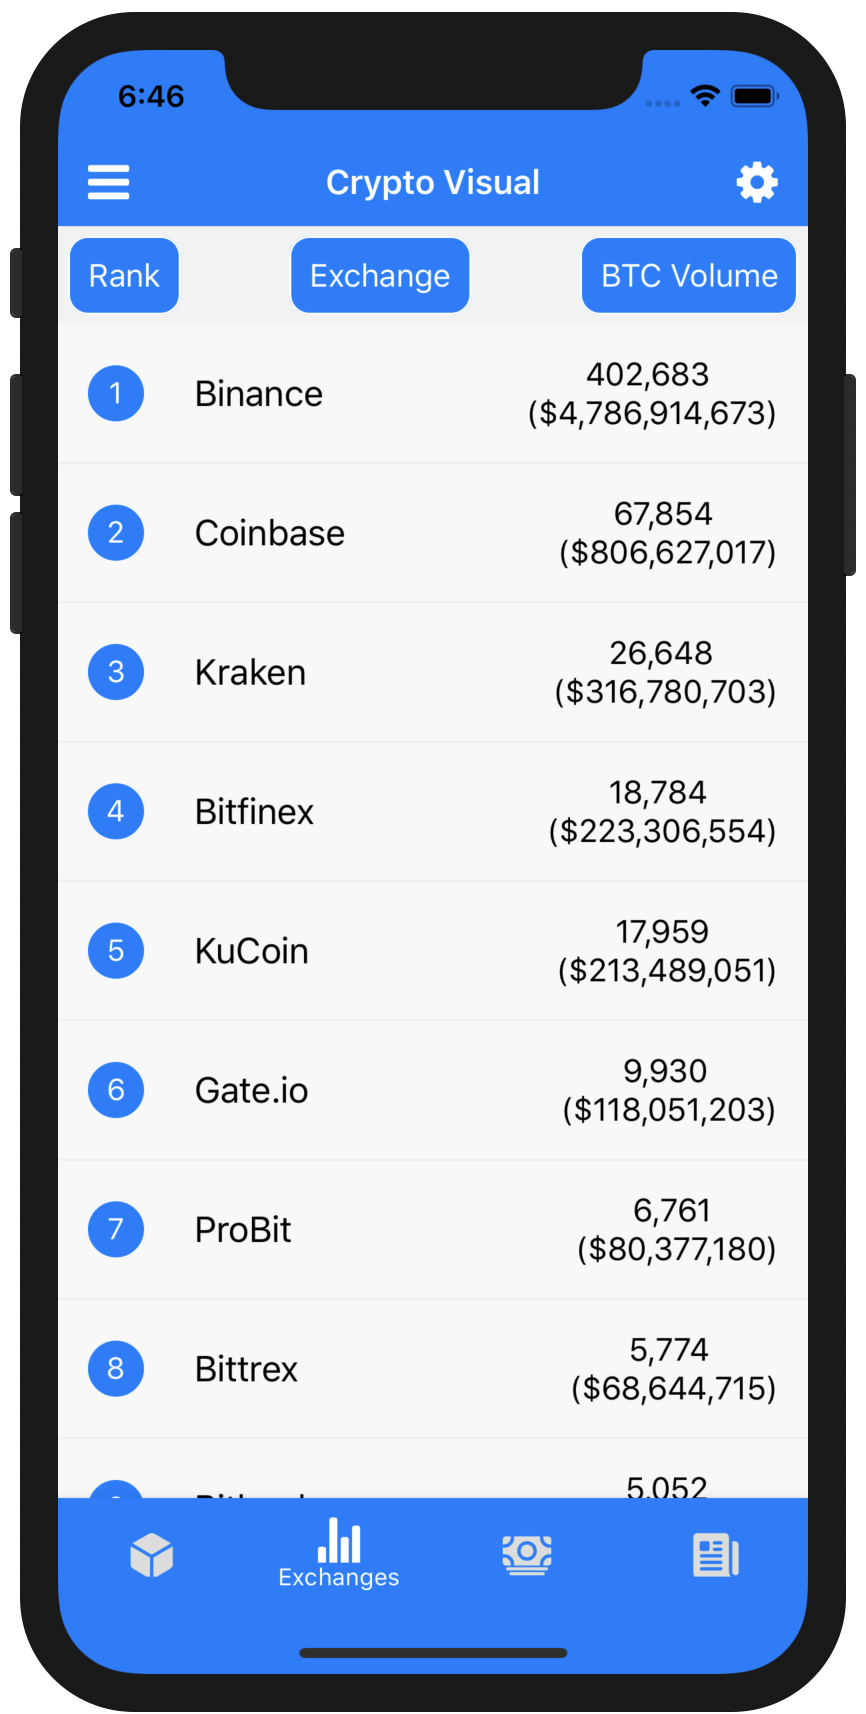 6:46
Crypto Visual
Rank Exchange BTC Volume
1 Binance 402,683
($4,786,914,673)
2 Coinbase 67,854
($806,627,017)
3 Kraken 26,648
($316,780,703)
4 Bitfinex 18,784
($223,306,554)
5 KuCoin 17,959
($213,489,051)
6 Gate.io 9,930
($118,051,203)
7 ProBit 6,761
($80,377,180)
8 Bittrex 5,774
($68,644,715)
5,052
Exchanges